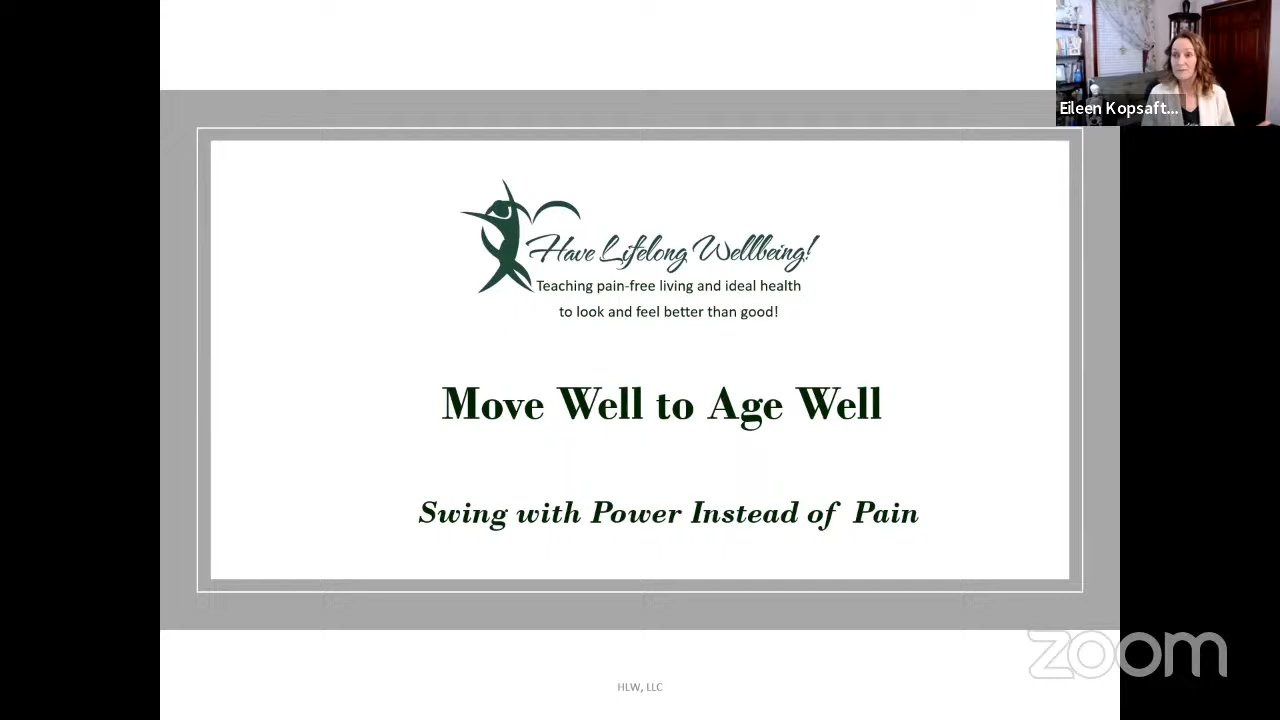 Eileen Kopsaft...
Have Lifelong Wellbeing!
Teaching pain-free living and ideal health
to look and feel better than good!
Move Well to Age Well
Swing with Power Instead of Pain
zoom
HLW, LLC